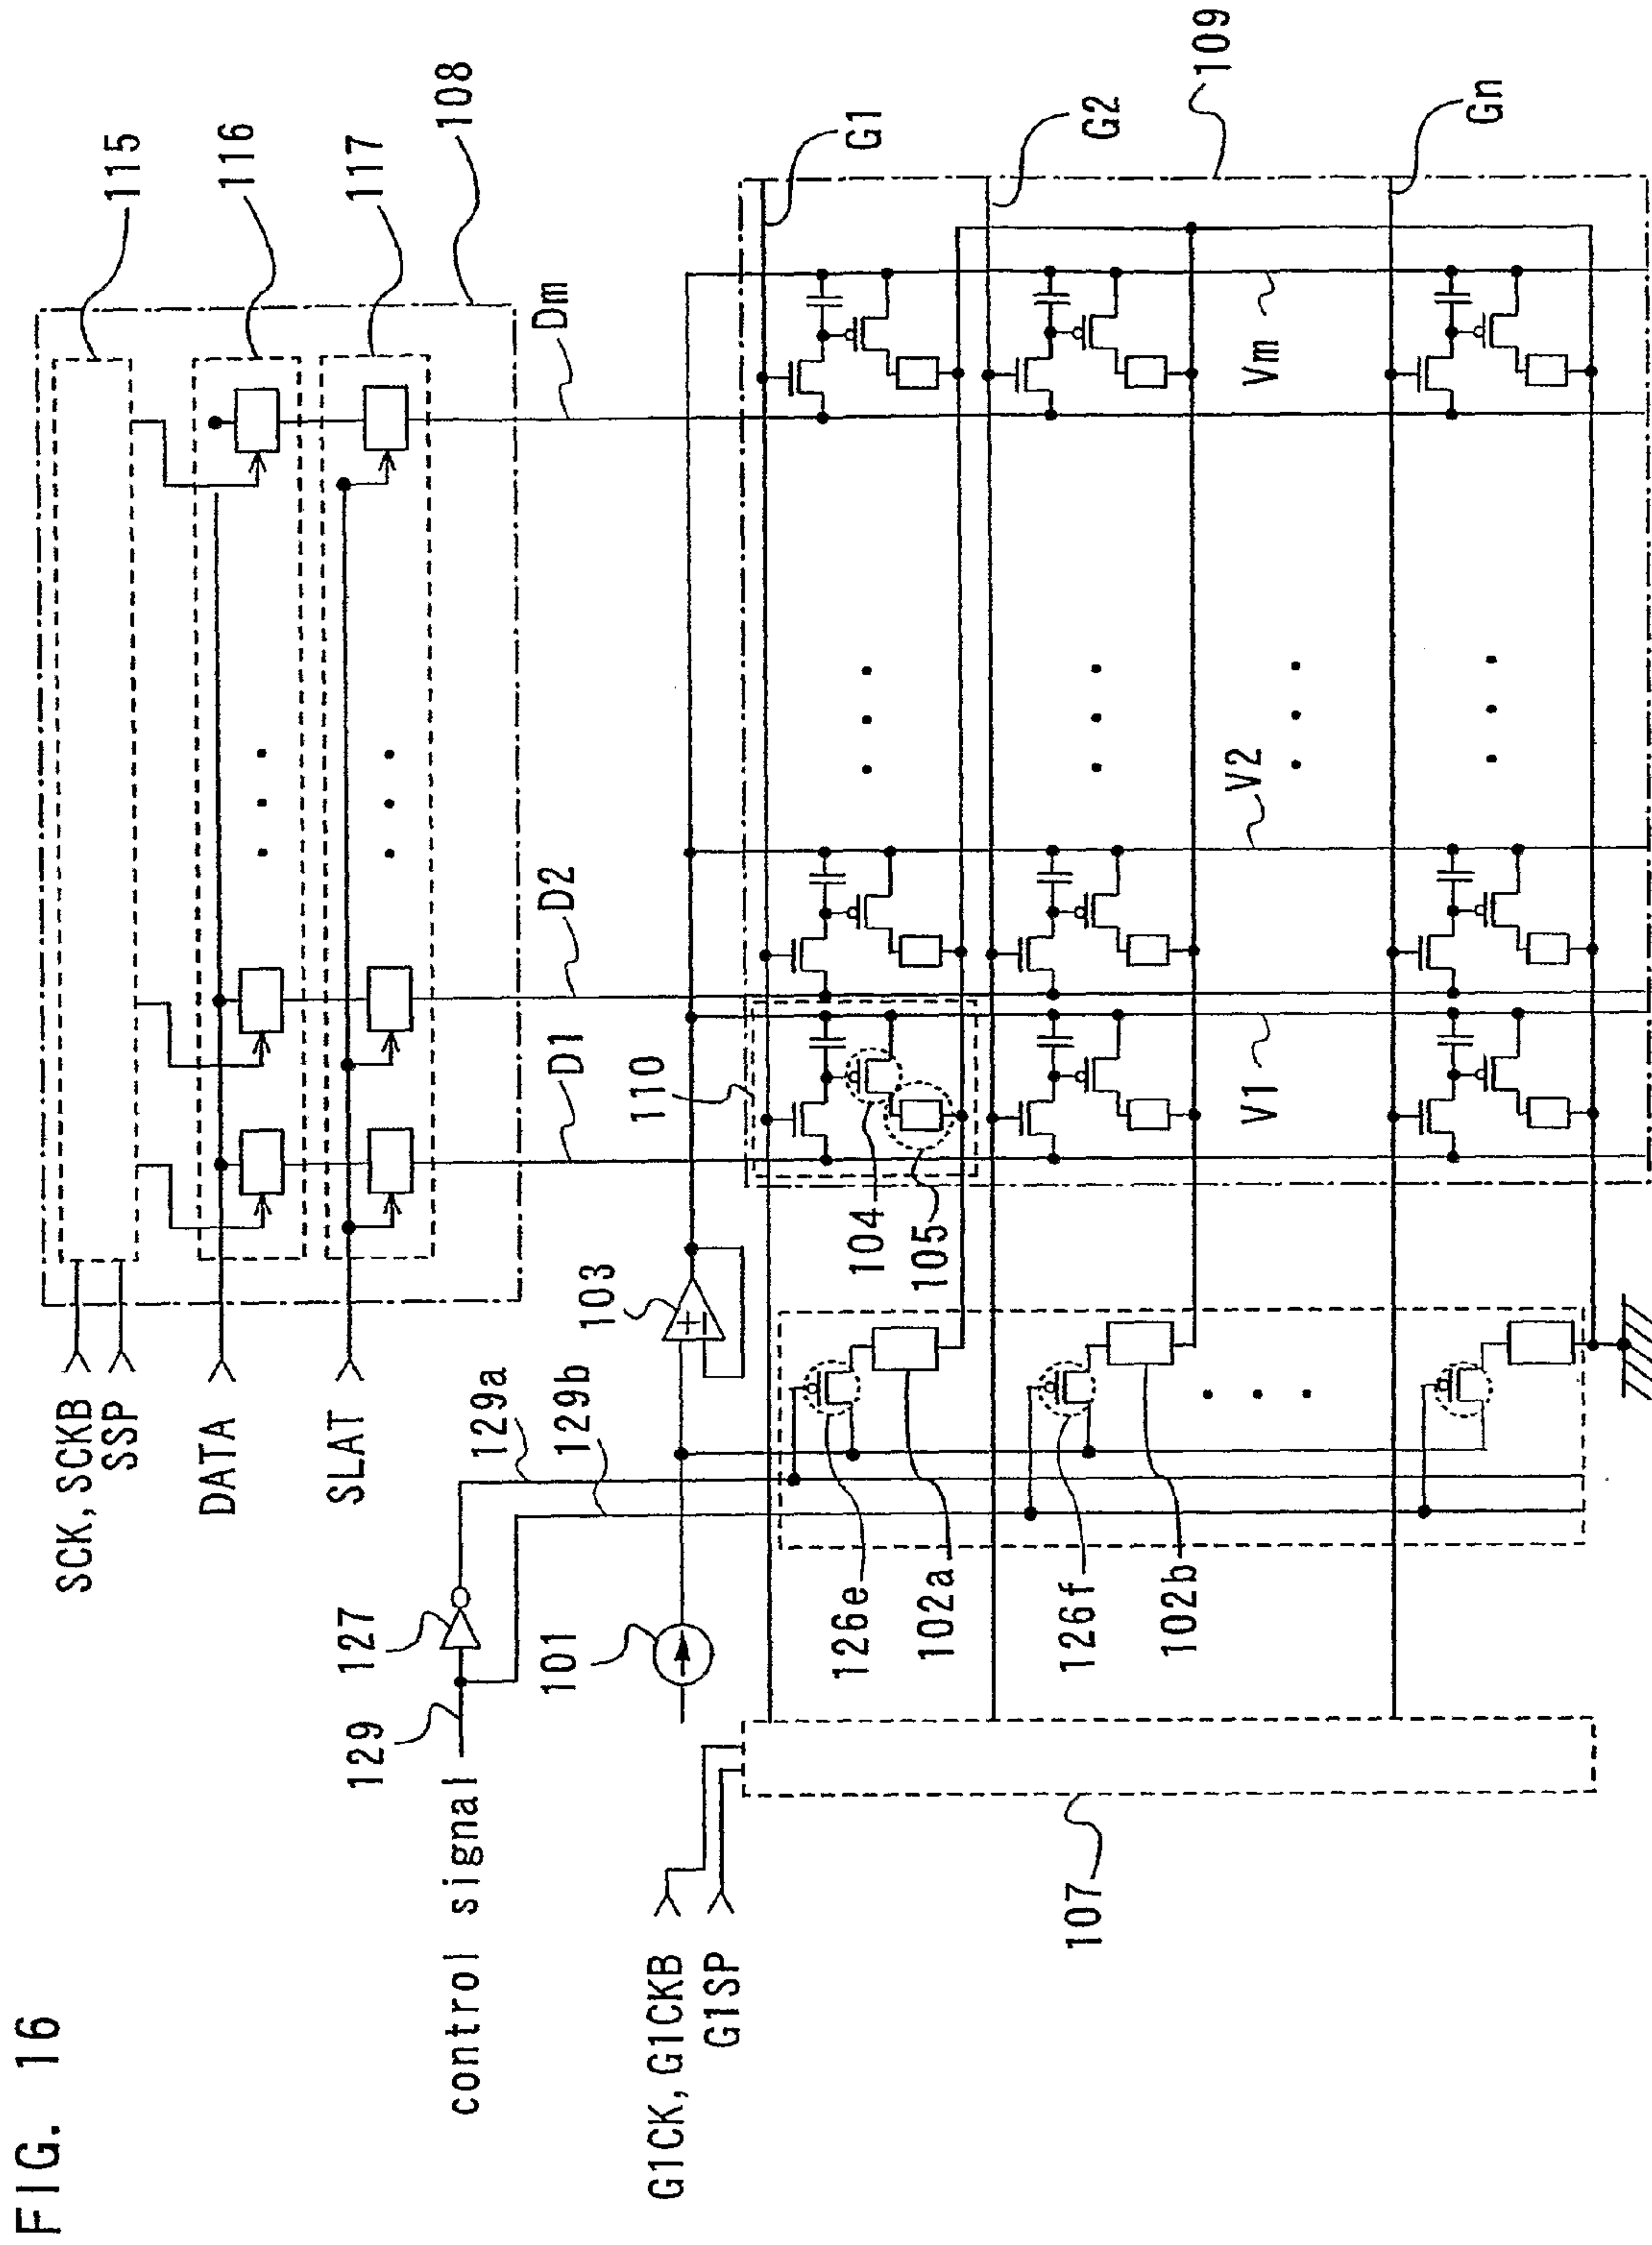 FIG. 16
115
116
117
108
SCK, SCKB
SSP
DATA
SLAT
D1
D2
Dm
129
127
control signal
129a
129b
101
103
110
G1
G2
109
Gn
104
105
126e
102a
126f
102b
V1
V2
Vm
G1CK, G1CKB
G1SP
107